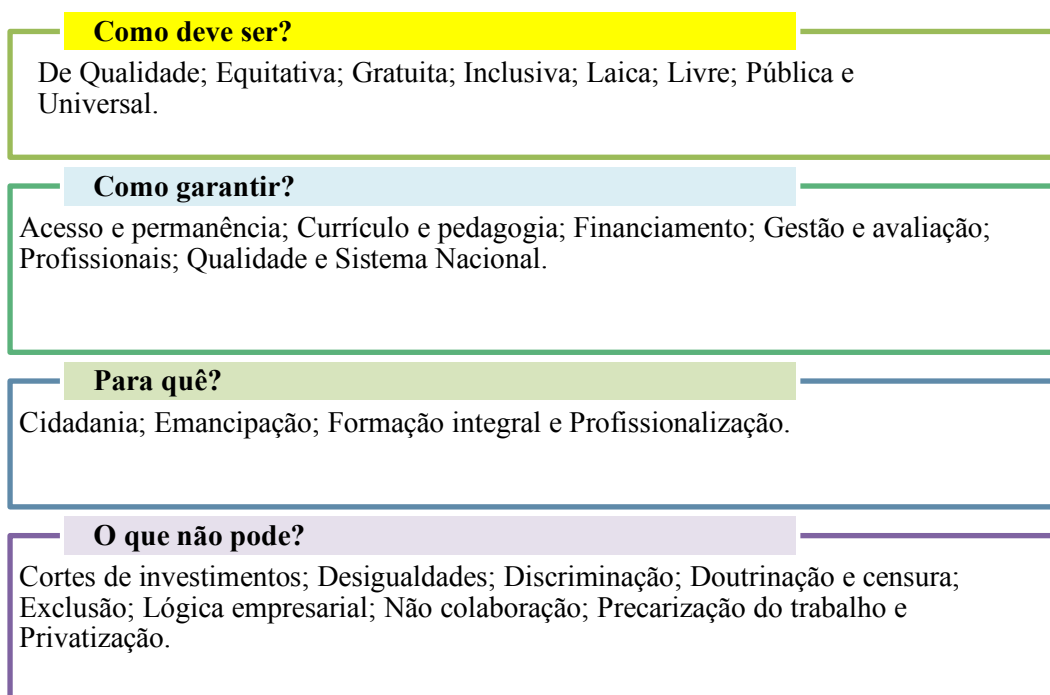 Como deve ser?
De Qualidade; Equitativa; Gratuita; Inclusiva; Laica; Livre; Pública e
Universal.
Como garantir?
Acesso e permanência; Currículo e pedagogia; Financiamento; Gestão e avaliação;
Profissionais; Qualidade e Sistema Nacional.
Para quê?
Cidadania; Emancipação; Formação integral e Profissionalização.
O que não pode?
Cortes de investimentos; Desigualdades; Discriminação; Doutrinação e censura;
Exclusão; Lógica empresarial; Não colaboração; Precarização do trabalho e
Privatização.